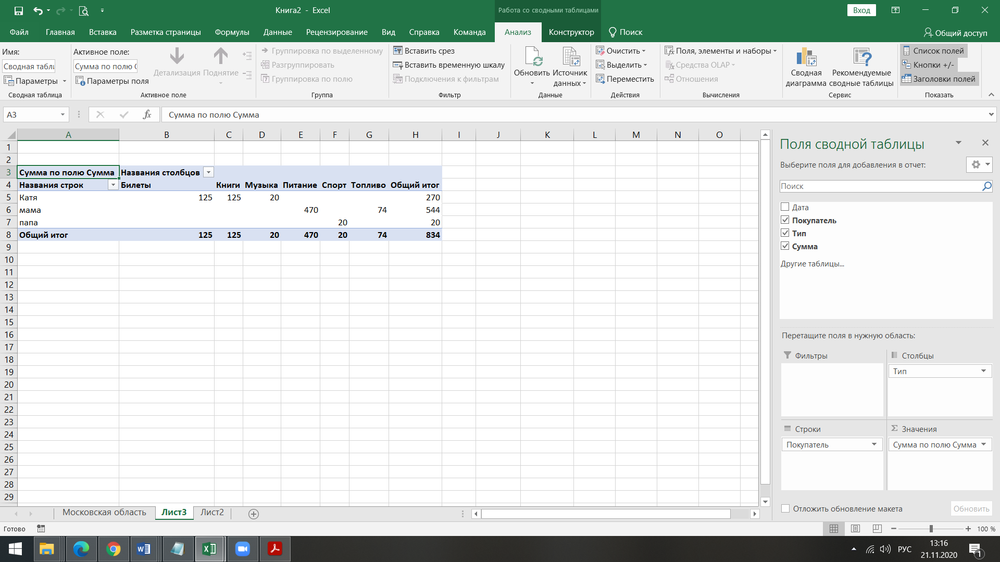 Книга2 - Excel
Работа со сводными таблицами
Вход
Файл Главная Вставка Разметка страницы Формулы Данные Рецензирование Вид Справка Команда Анализ Конструктор Поиск Общий доступ
Имя:
Сводная табл
Параметры
Сводная таблица
Активное поле:
Сумма по полю
Параметры поля
Детализация Поднятие
Активное поле
Группировка по выделенному
Разгруппировать
Группировка по полю
Группа
Вставить срез
Вставить временную шкалу
Подключения к фильтрам
Фильтр
Обновить Источник
данных
Данные
Очистить
Выделить
Переместить
Действия
Поля, элементы и наборы
Средства OLAP
Отношения
Вычисления
Сводная Рекомендуемые
диаграмма сводные таблицы
Сервис
Список полей
Кнопки +/-
Заголовки полей
Показать
A3 fx Сумма по полю Сумма
A B C D E F G H I J K L M N O
1
2
3 Сумма по полю Сумма Названия столбцов
4 Названия строк Билеты Книги Музыка Питание Спорт Топливо Общий итог
5 Катя 125 125 20 270
6 мама 470 74 544
7 папа 20 20
8 Общий итог 125 125 20 470 20 74 834
9
10
11
12
13
14
15
16
17
18
19
20
21
22
23
24
25
26
27
28
29
Поля сводной таблицы
Выберите поля для добавления в отчет:
Поиск
Дата
Покупатель
Тип
Сумма
Другие таблицы...
Перетащите поля в нужную область:
Фильтры Столбцы
Тип
Строки Σ Значения
Покупатель Сумма по полю Сумма
Отложить обновление макета Обновить
Московская область Лист3 Лист2
Готово 100 %
РУС 13:16
21.11.2020
1